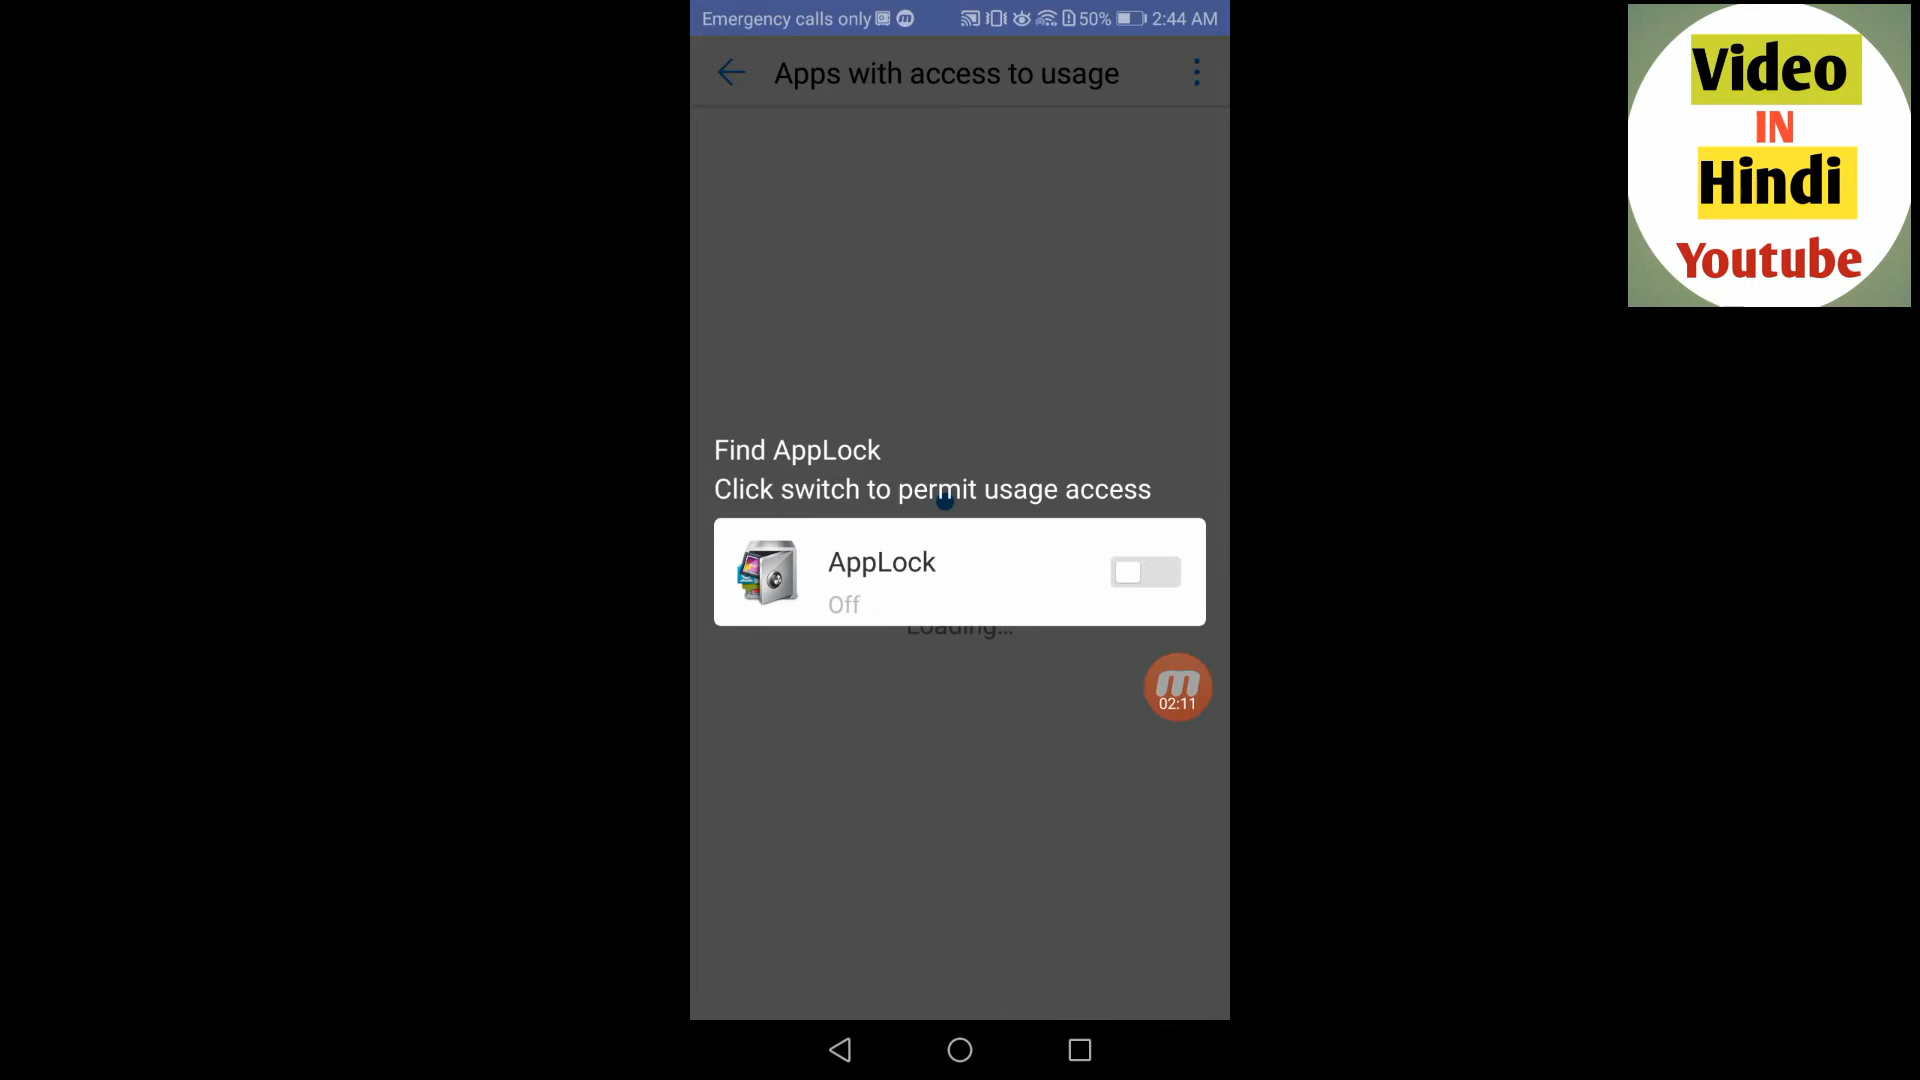 Emergency calls only
50%
2:44 AM
Apps with access to usage
Find AppLock
Click switch to permit usage access
AppLock
Off
Loading...
02:11
Video
IN
Hindi
Youtube